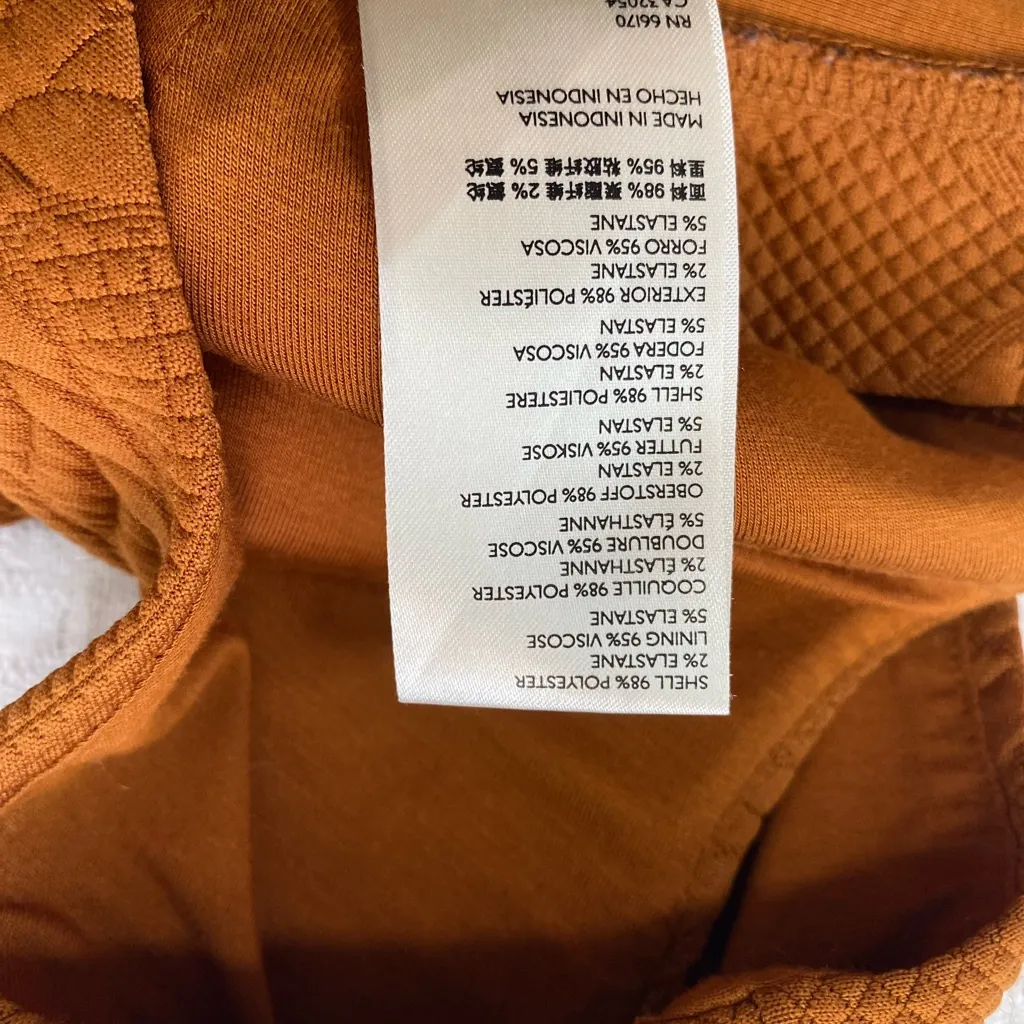 SHELL 98% POLYESTER
2% ELASTANE
LINING 95% VISCOSE
5% ELASTANE
COQUILLE 98% POLYESTER
2% ÉLASTHANNE
DOUBLURE 95% VISCOSE
5% ÉLASTHANNE
OBERSTOFF 98% POLYESTER
2% ELASTAN
FUTTER 95% VISKOSE
5% ELASTAN
SHELL 98% POLIESTERE
2% ELASTAN
FODERA 95% VISCOSA
5% ELASTAN
EXTERIOR 98% POLIÉSTER
2% ELASTANE
FORRO 95% VISCOSA
5% ELASTANE
面料 98% 聚酯纤维 2% 氨纶
里料 95% 粘胶纤维 5% 氨纶
MADE IN INDONESIA
HECHO EN INDONESIA
RN 66170
CA 32054